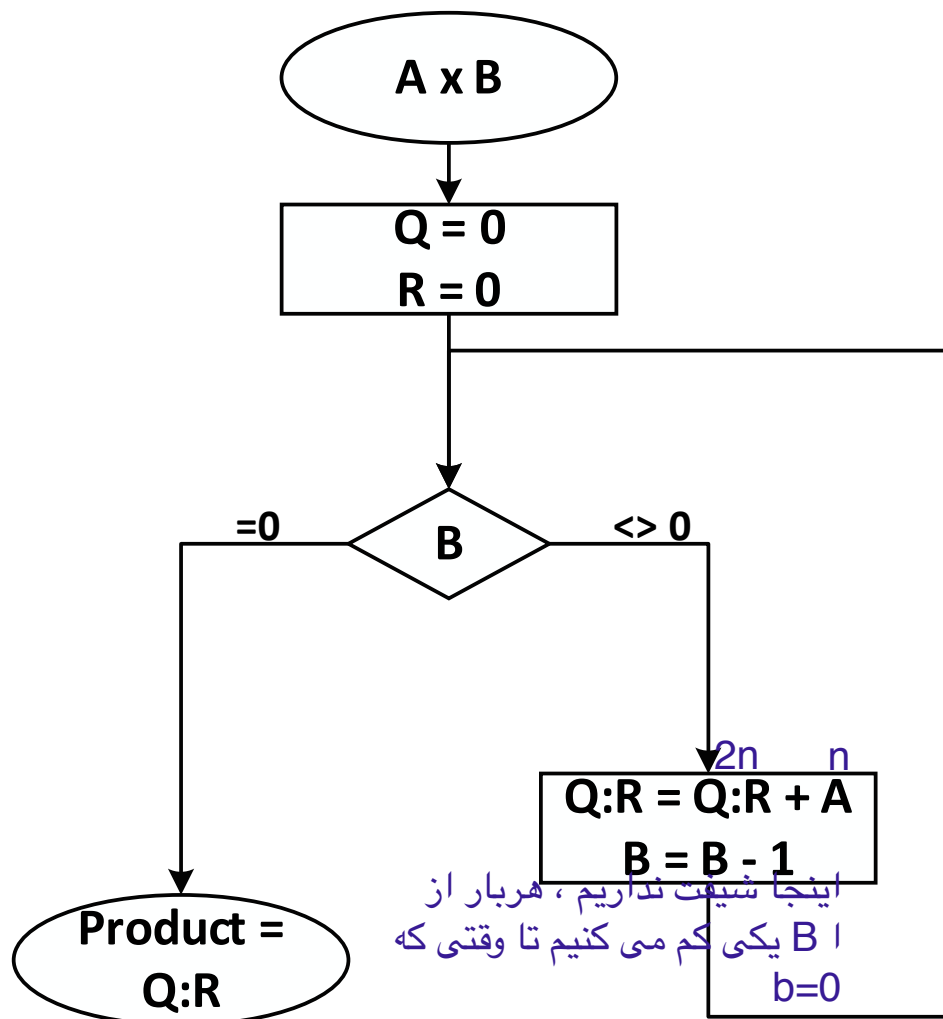 A x B
Q = 0
R = 0
=0
B
<> 0
2n n
Q:R = Q:R + A
B = B - 1
اینجا شیفت نداریم ، هربار از
ا B یکی کم می کنیم تا وقتی که
b=0
Product =
Q:R